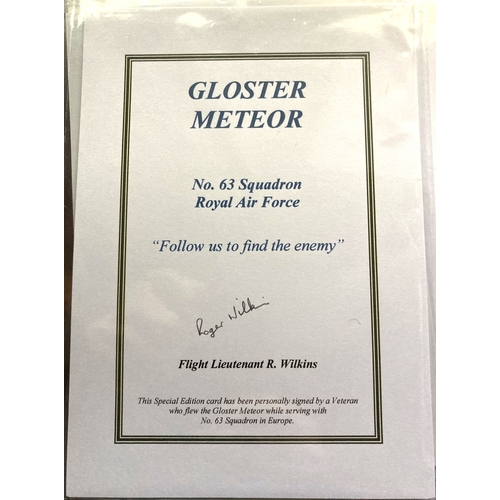 GLOSTER
METEOR
No. 63 Squadron
Royal Air Force
“Follow us to find the enemy”
Roger Wilkins
Flight Lieutenant R. Wilkins
This Special Edition card has been personally signed by a Veteran
who flew the Gloster Meteor while serving with
No. 63 Squadron in Europe.